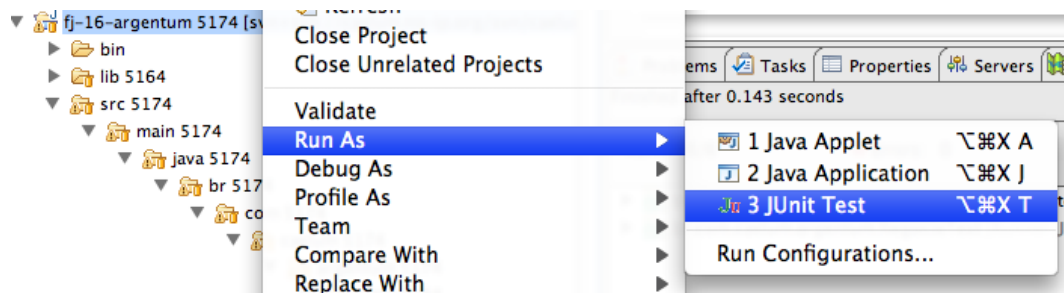 fj-16-argentum 5174 [sv
bin
lib 5164
src 5174
main 5174
java 5174
br 517
co
Refresh
Close Project
Close Unrelated Projects
Validate
Run As
Debug As
Profile As
Team
Compare With
Replace With
ems Tasks Properties Servers
after 0.143 seconds
1 Java Applet ⌥⌘X A
2 Java Application ⌥⌘X J
3 JUnit Test ⌥⌘X T
Run Configurations...